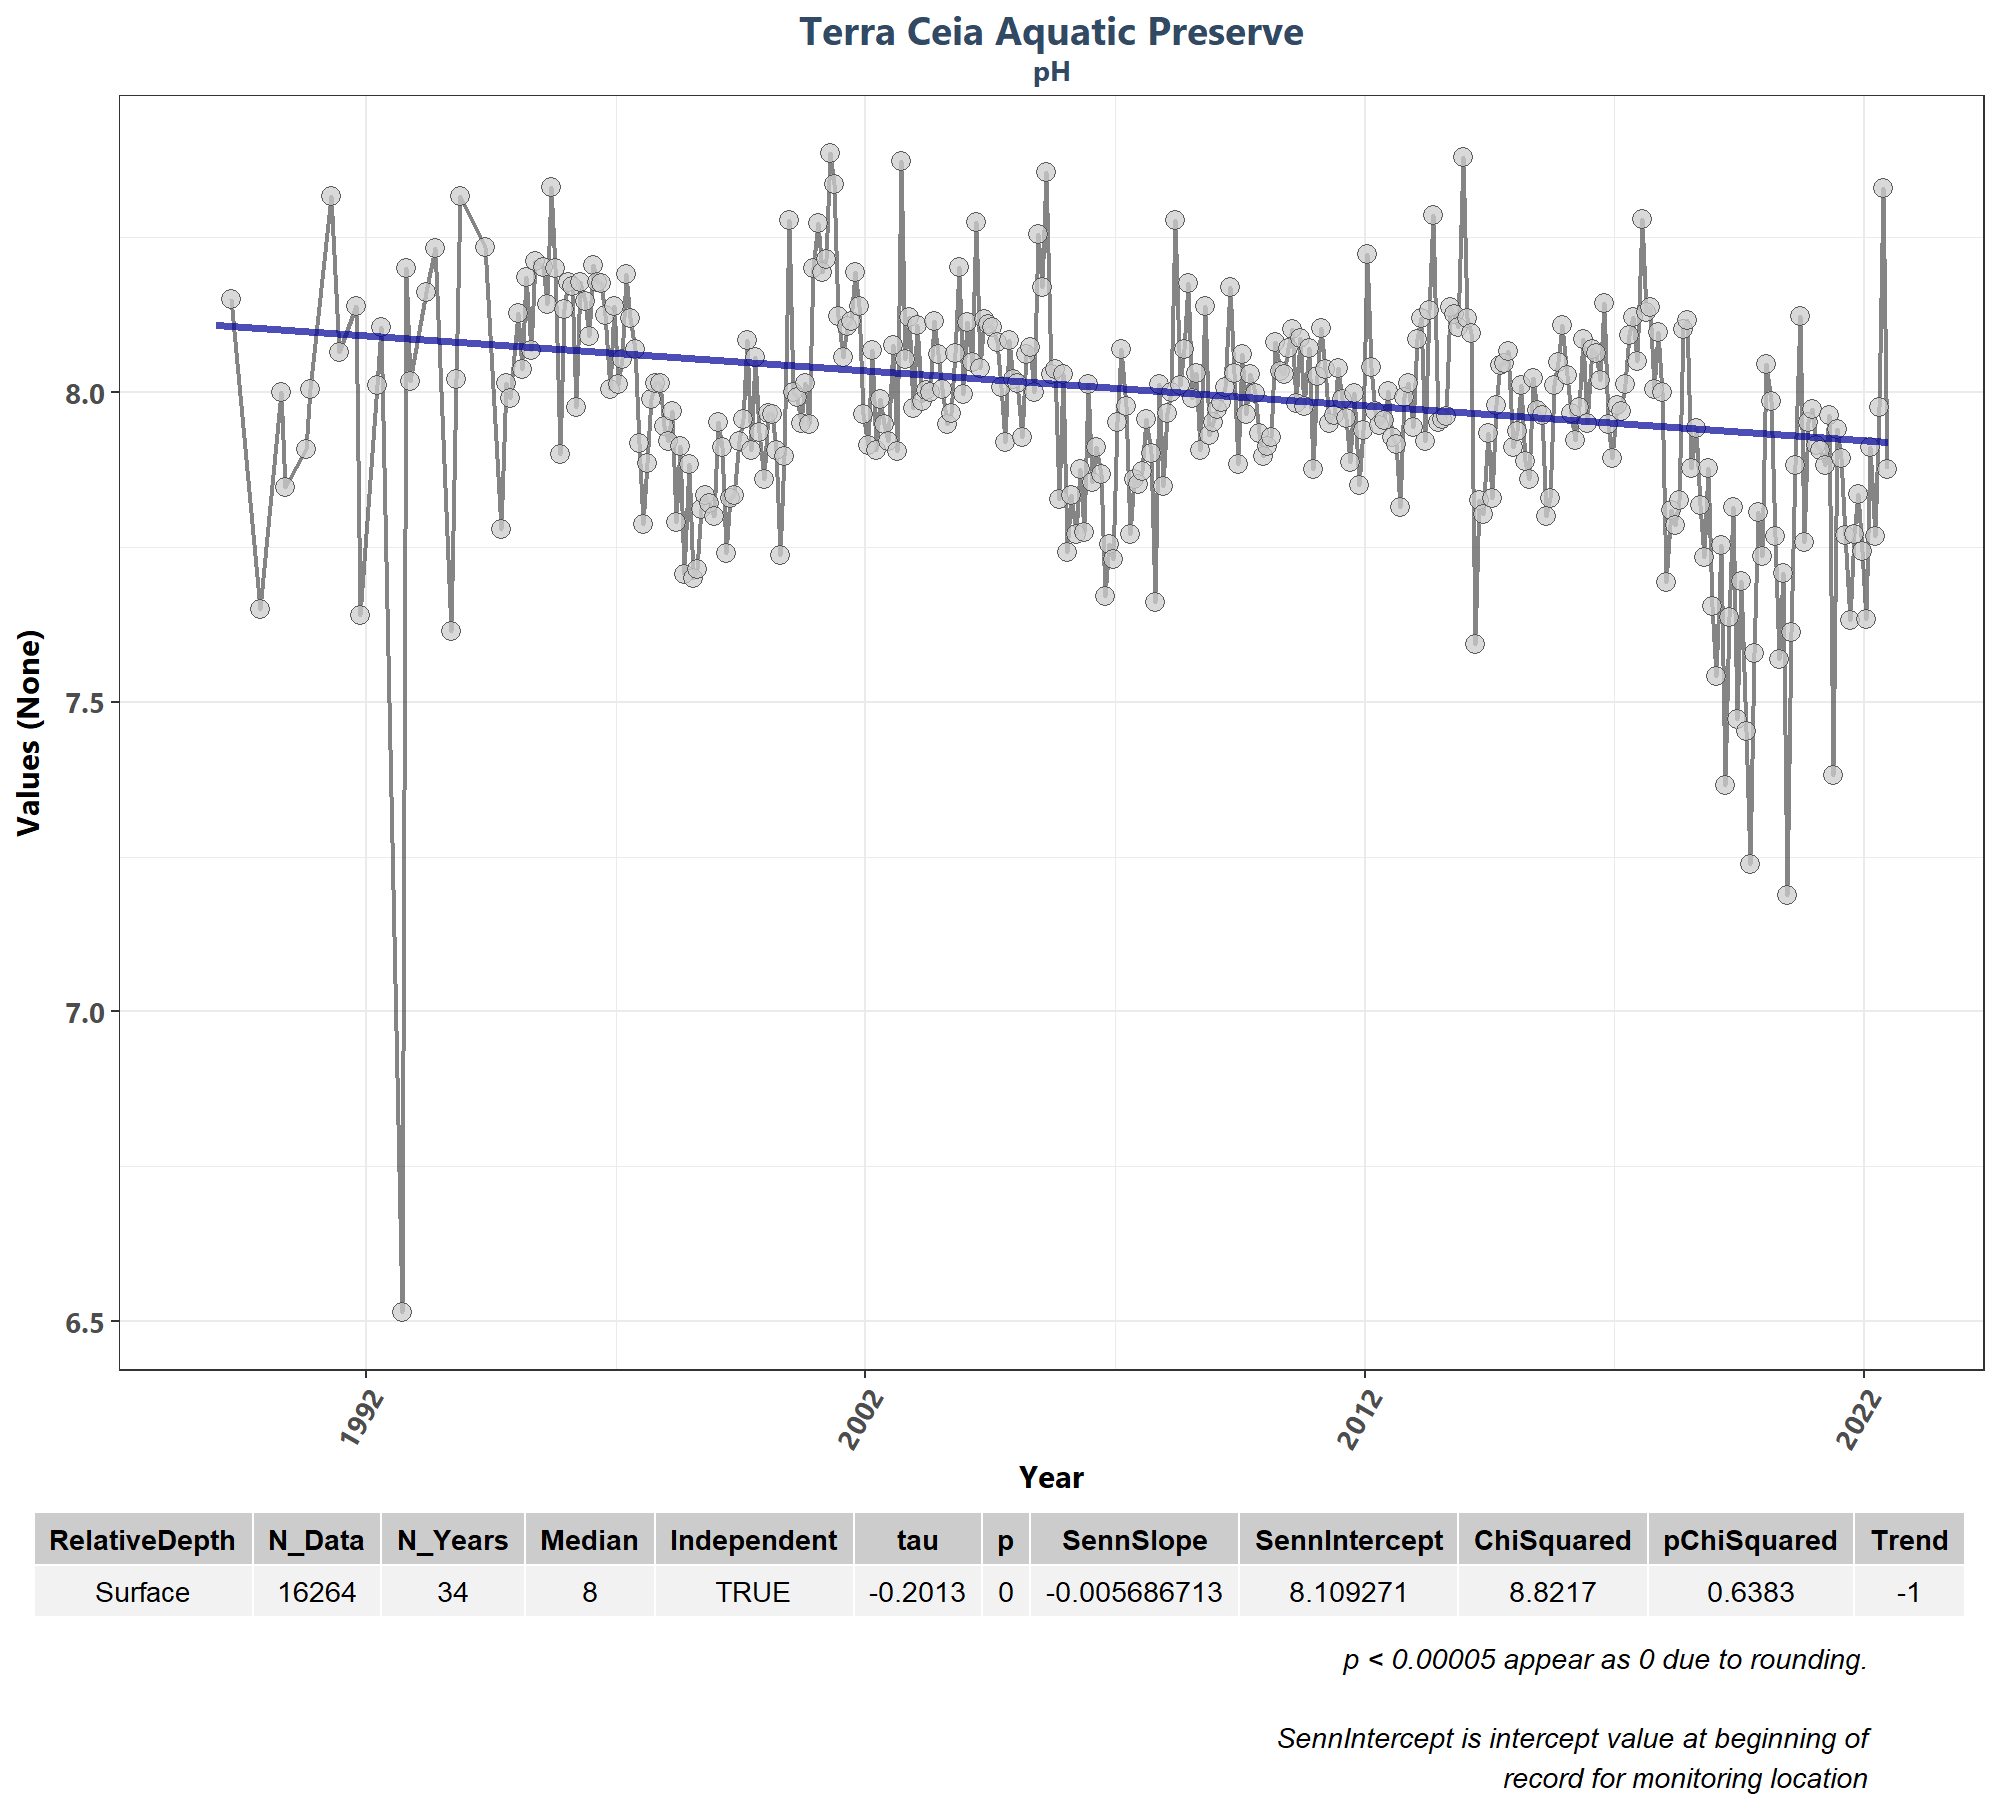 Terra Ceia Aquatic Preserve
pH
Values (None)
8.0
7.5
7.0
6.5
1992 2002 2012 2022
Year
RelativeDepth N_Data N_Years Median Independent tau p SennSlope SennIntercept ChiSquared pChiSquared Trend
Surface 16264 34 8 TRUE -0.2013 0 -0.005686713 8.109271 8.8217 0.6383 -1
p < 0.00005 appear as 0 due to rounding.
SennIntercept is intercept value at beginning of
record for monitoring location